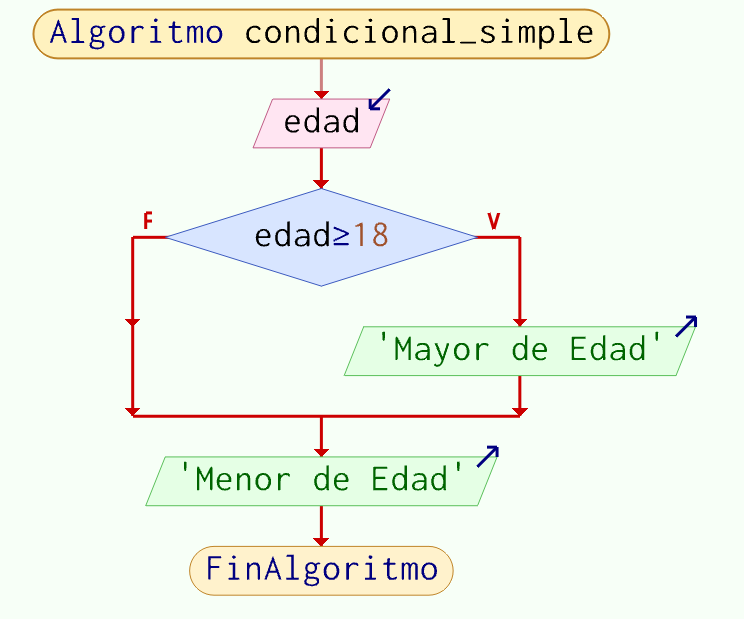 Algoritmo condicional_simple
edad
edad≥18
F
V
'Mayor de Edad'
'Menor de Edad'
FinAlgoritmo